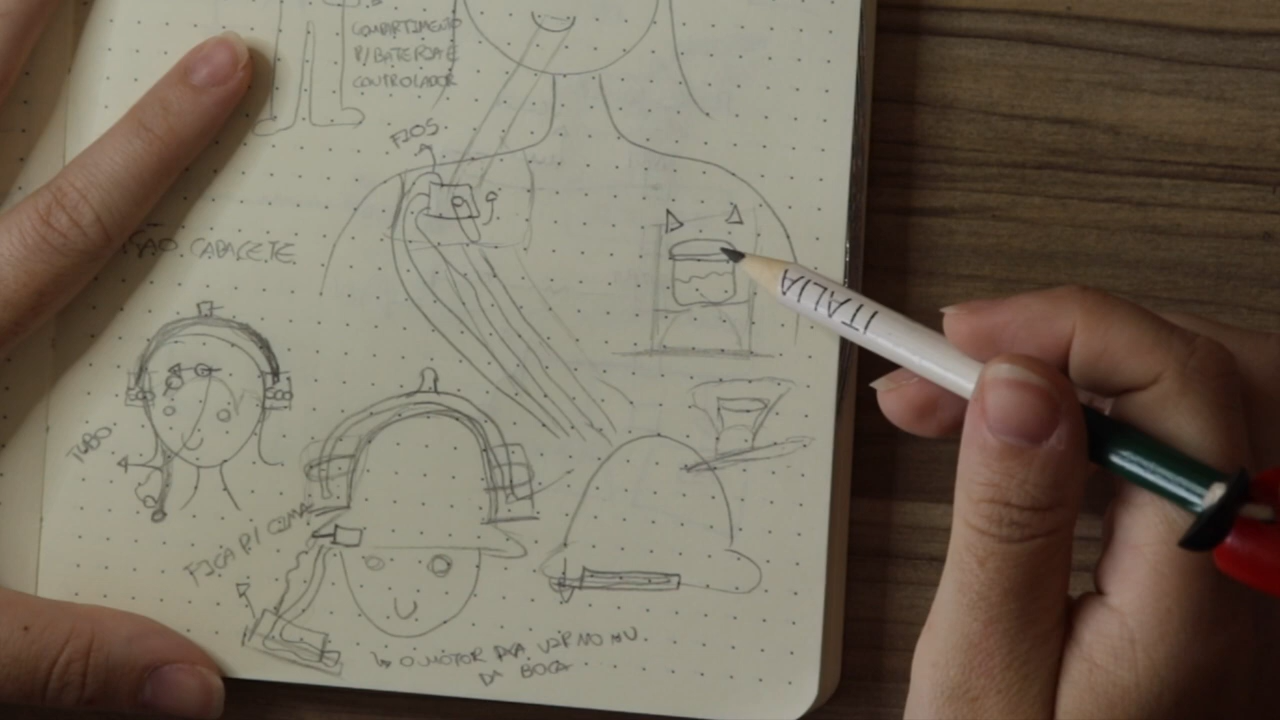 COMPARTIMENTO
P/ BATERIA E
CONTROLADOR
FIOS
CAPACETE
ITALIA
TUBO
FICA P/ CIMA
O MOTOR PRA
DA BOCA